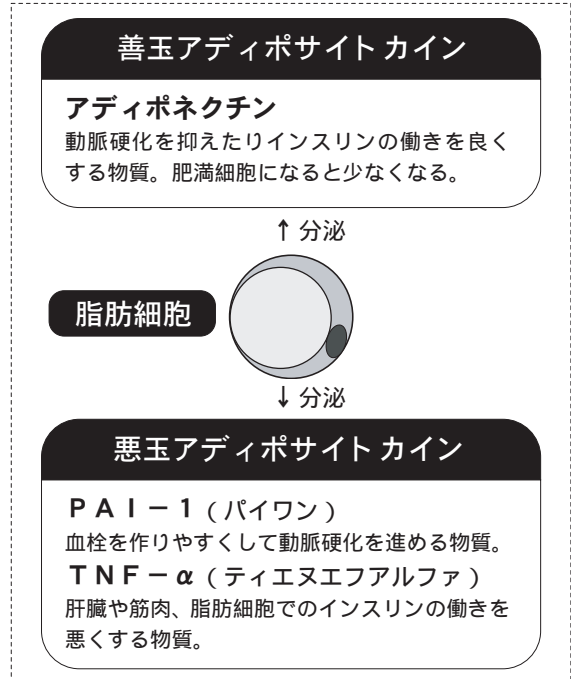 善玉アディポサイトカイン
アディポネクチン
動脈硬化を抑えたりインスリンの働きを良く
する物質。肥満細胞になると少なくなる。
↑分泌
脂肪細胞
↓分泌
悪玉アディポサイトカイン
PAI-1(パイワン)
血栓を作りやすくして動脈硬化を進める物質。
TNF-α(ティエヌエフアルファ)
肝臓や筋肉、脂肪細胞でのインスリンの働きを
悪くする物質。